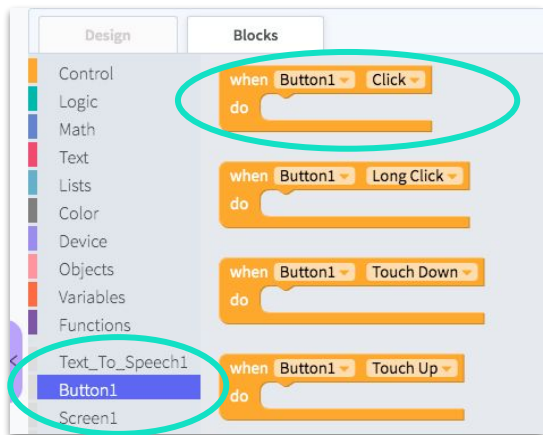 Design
Blocks
Control
Logic
Math
Text
Lists
Color
Device
Objects
Variables
Functions
Text_To_Speech1
Button1
Screen1
when Button1 Click
do
when Button1 Long Click
do
when Button1 Touch Down
do
when Button1 Touch Up
do